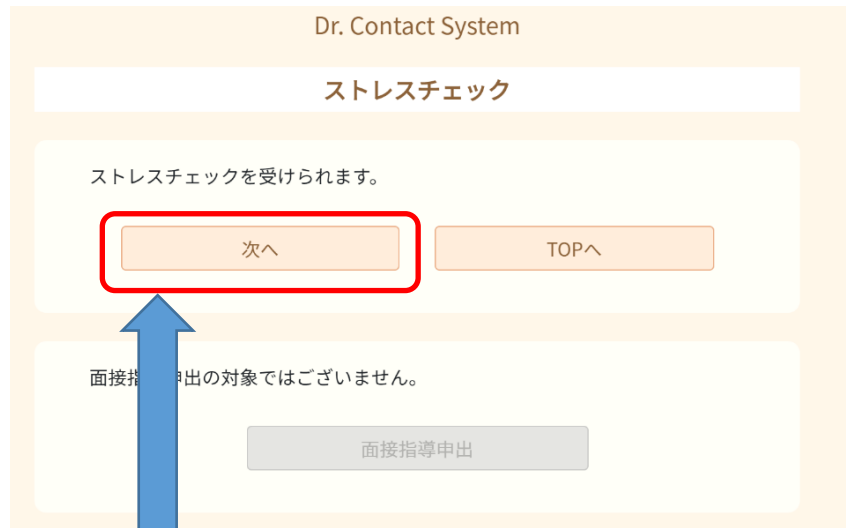 Dr. Contact System
ストレスチェック
ストレスチェックを受けられます。
次へ TOPへ
面接指 申出の対象ではございません。
面接指導申出